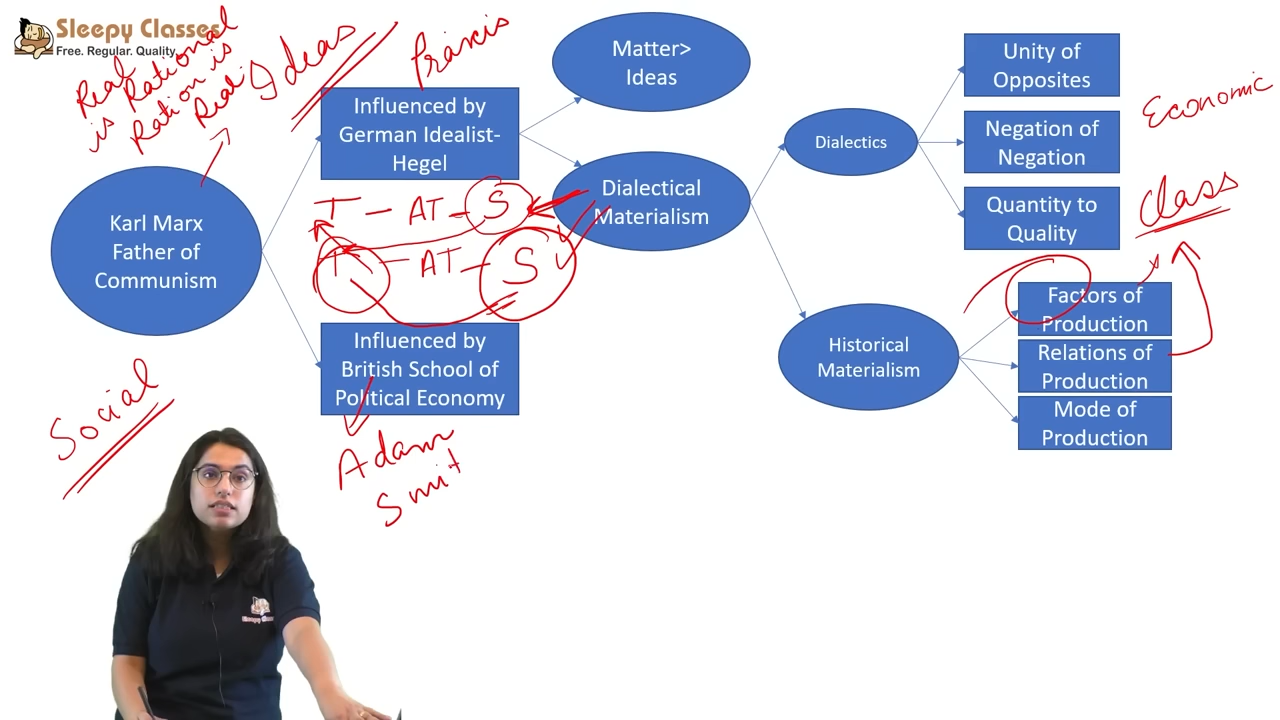 Sleepy Classes
Free. Regular. Quality.
Real
is Rational
Ration is
Real
Ideas
Francis
Karl Marx
Father of
Communism
Influenced by
German Idealist-
Hegel
T - AT - S
T - AT - S
Influenced by
British School of
Political Economy
Adam
Smit
Social
Matter>
Ideas
Dialectical
Materialism
Dialectics
Unity of
Opposites
Negation of
Negation
Quantity to
Quality
Economic
Class
Historical
Materialism
Factors of
Production
Relations of
Production
Mode of
Production